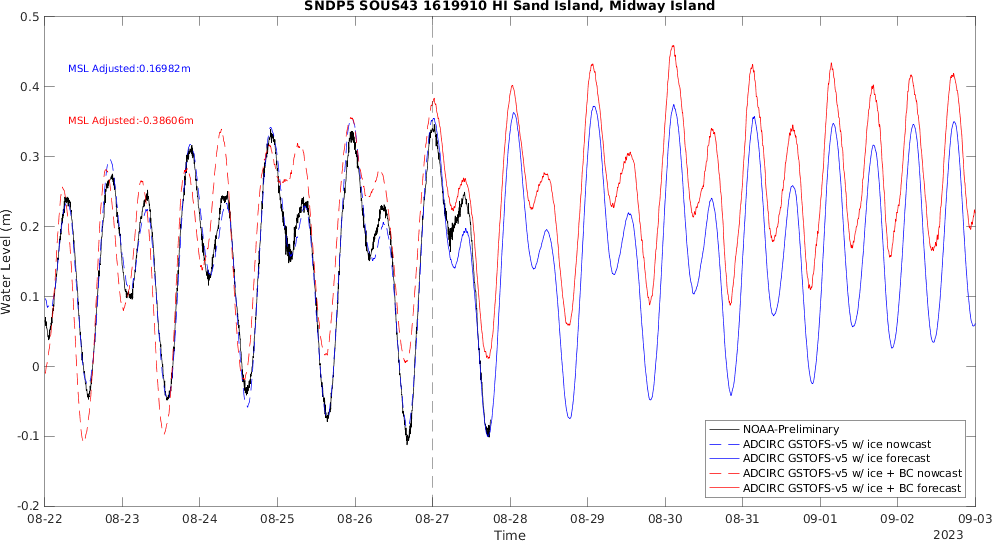 SNDP5 SOUS43 1619910 HI Sand Island, Midway Island
0.5
0.4
0.3
0.2
0.1
0
-0.1
-0.2
Water Level (m)
MSL Adjusted:0.16982m
MSL Adjusted:-0.38606m
NOAA-Preliminary
ADCIRC GSTOFS-v5 w/ ice nowcast
ADCIRC GSTOFS-v5 w/ ice forecast
ADCIRC GSTOFS-v5 w/ ice + BC nowcast
ADCIRC GSTOFS-v5 w/ ice + BC forecast
08-22 08-23 08-24 08-25 08-26 08-27 08-28 08-29 08-30 08-31 09-01 09-02 09-03
Time
2023